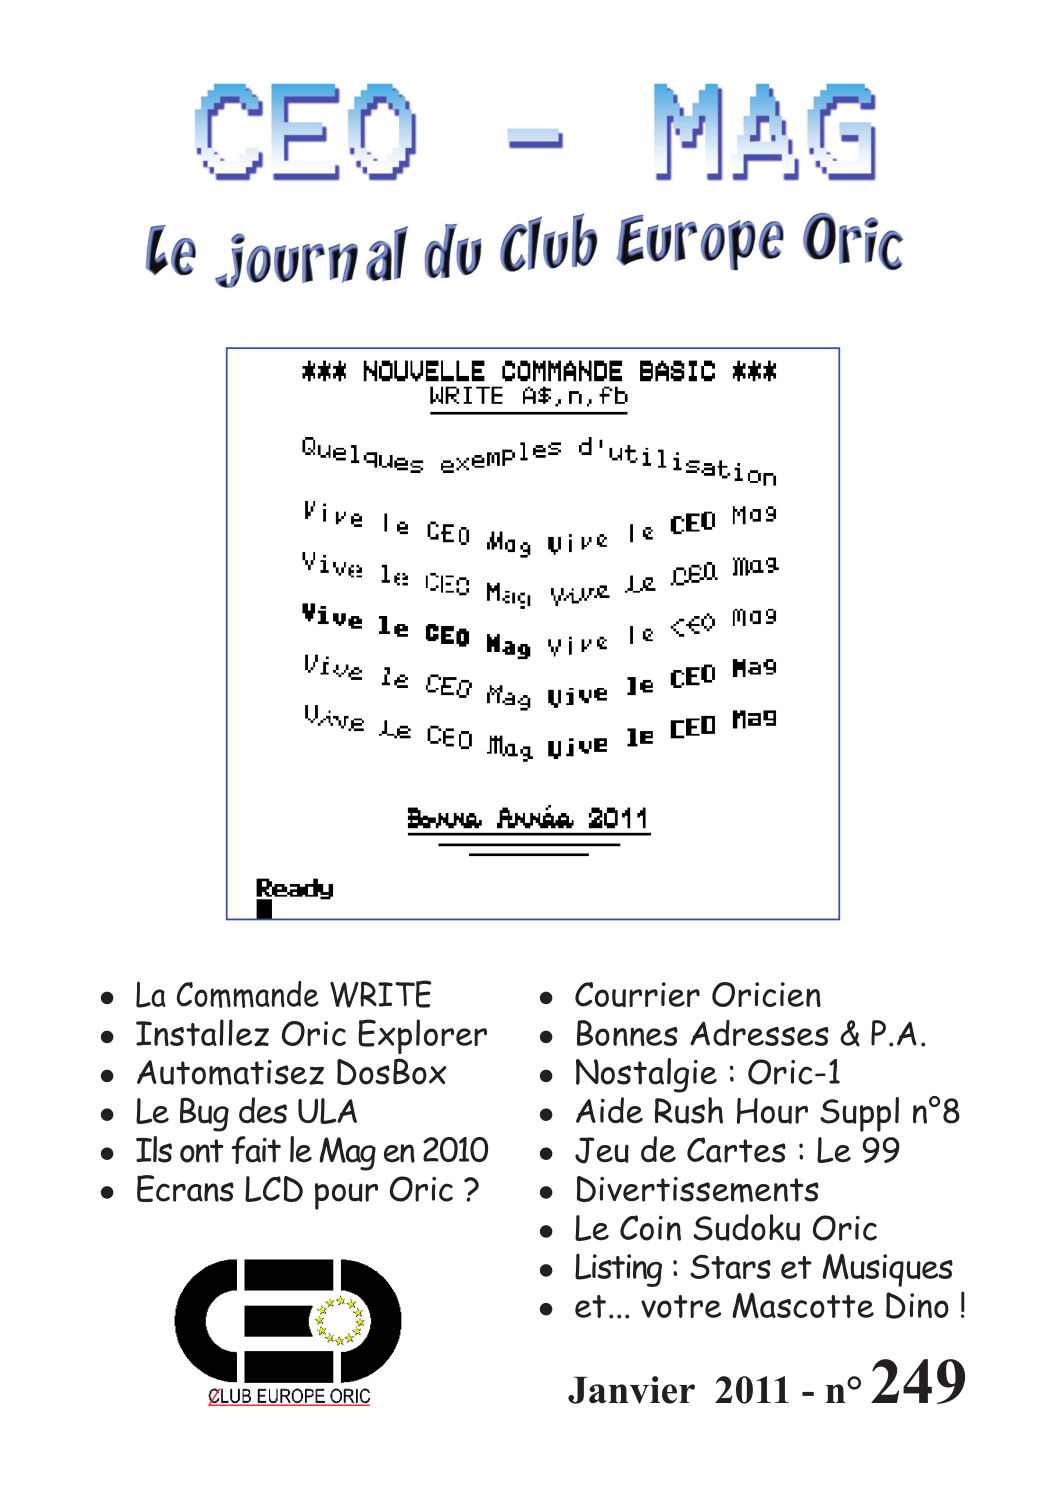 CEO - MAG
Le journal du Club Europe Oric
*** NOUVELLE COMMANDE BASIC ***
WRITE A$,n,fb
Quelques exemples d'utilisation
Vive le CEO Mag Vive le CEO Mag
Vive le CEO Mag Vive le CEO Mag
Vive le CEO Mag Vive le CEO Mag
Vive le CEO Mag Vive le CEO Mag
Vive le CEO Mag Vive le CEO Mag
Bonne Année 2011
Ready
• La Commande WRITE
• Installez Oric Explorer
• Automatisez DosBox
• Le Bug des ULA
• Ils ont fait le Mag en 2010
• Ecrans LCD pour Oric ?
• Courrier Oricien
• Bonnes Adresses & P.A.
• Nostalgie : Oric-1
• Aide Rush Hour Suppl n°8
• Jeu de Cartes : Le 99
• Divertissements
• Le Coin Sudoku Oric
• Listing : Stars et Musiques
• et... votre Mascotte Dino !
CEO
CLUB EUROPE ORIC
Janvier 2011 - n° 249